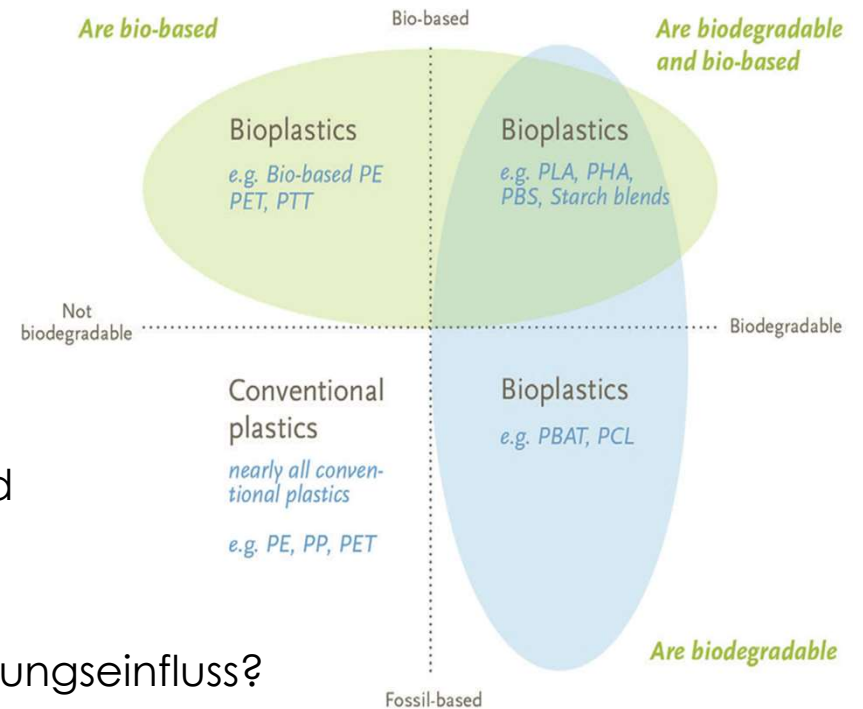 Bio-based
Are bio-based
Are biodegradable
and bio-based
Bioplastics
e.g. Bio-based PE
PET, PTT
Bioplastics
e.g. PLA, PHA,
PBS, Starch blends
Not
biodegradable
Biodegradable
Conventional
plastics
nearly all conven-
tional plastics
e.g. PE, PP, PET
Bioplastics
e.g. PBAT, PCL
d
ungseinfluss?
Are biodegradable
Fossil-based